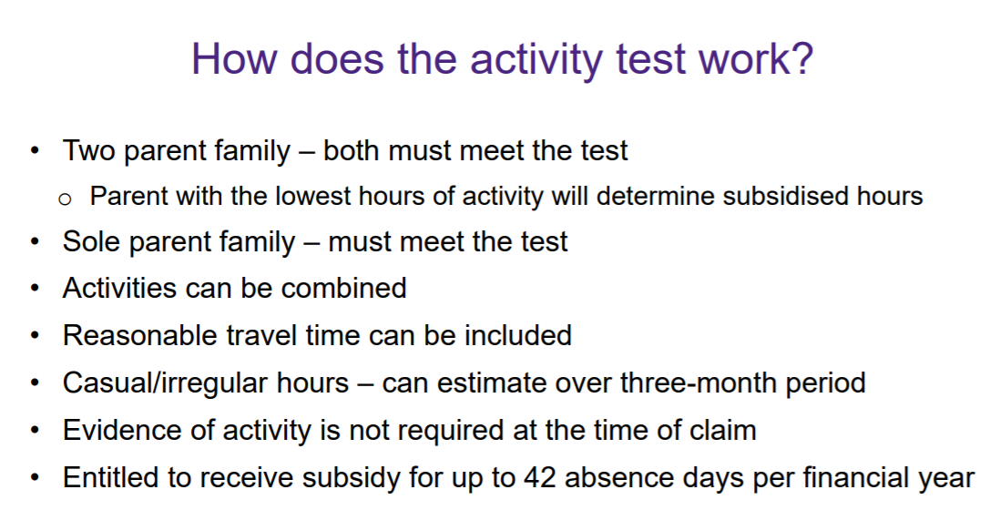 How does the activity test work?
• Two parent family – both must meet the test
o Parent with the lowest hours of activity will determine subsidised hours
• Sole parent family – must meet the test
• Activities can be combined
• Reasonable travel time can be included
• Casual/irregular hours – can estimate over three-month period
• Evidence of activity is not required at the time of claim
• Entitled to receive subsidy for up to 42 absence days per financial year